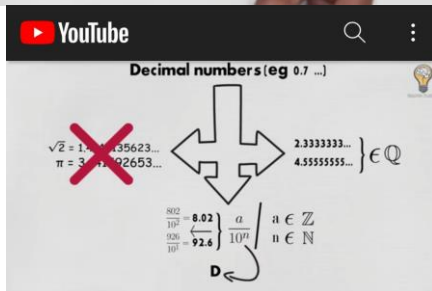 YouTube
Decimal numbers (eg 0.7 ...)
√2 = 1.4 135623...
π = 3. 92653...
2.3333333...
4.55555555...
} ∈ ℚ
802/10² = 8.02
926/10¹ = 92.6
} a/10ⁿ / a ∈ ℤ
n ∈ ℕ
D